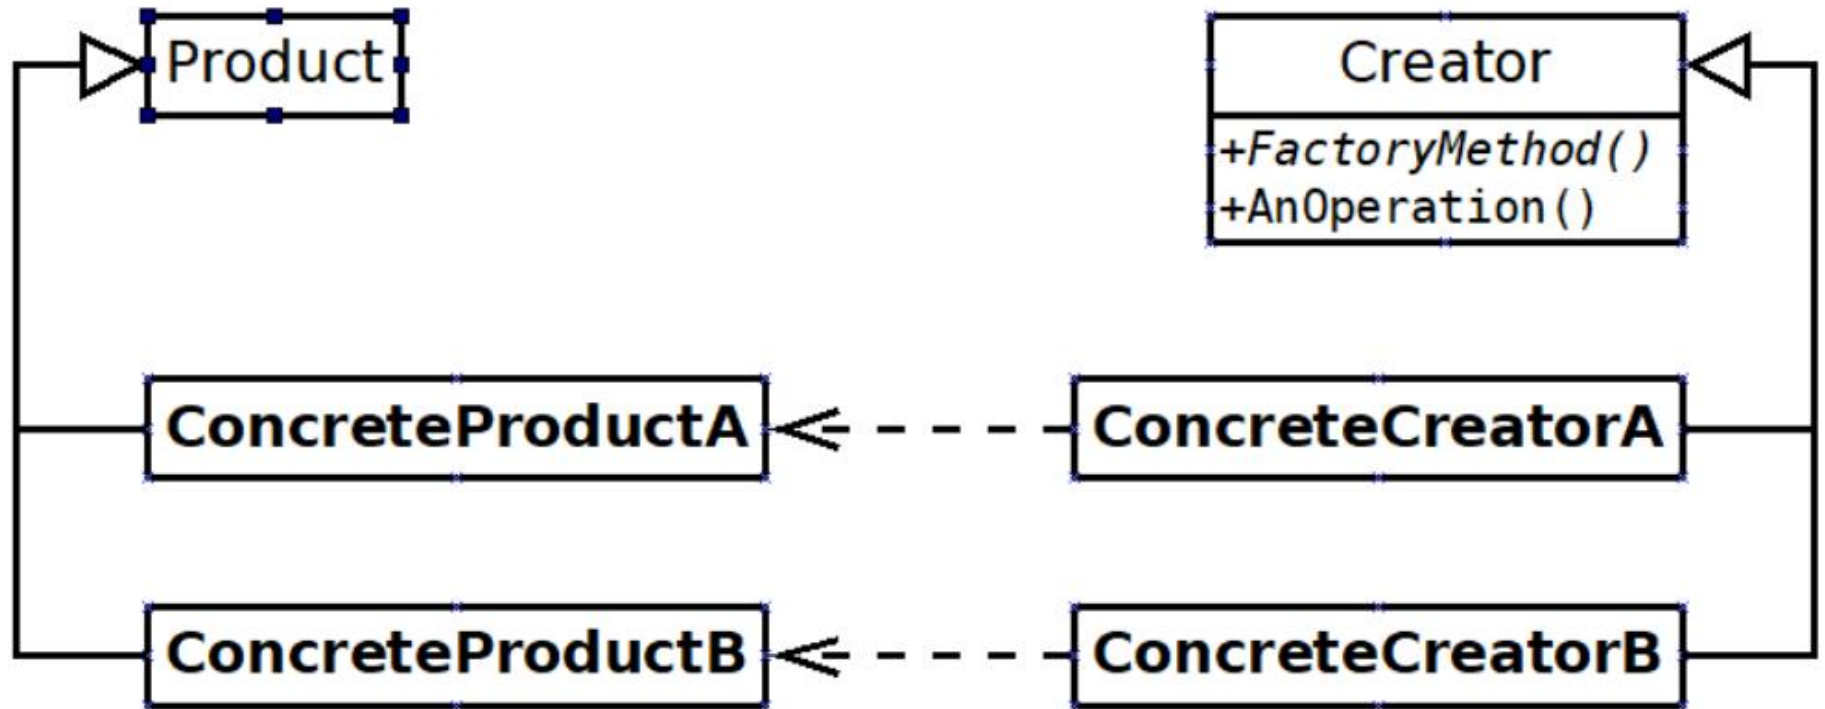 Product
Creator
+FactoryMethod()
+AnOperation()
ConcreteProductA
ConcreteCreatorA
ConcreteProductB
ConcreteCreatorB